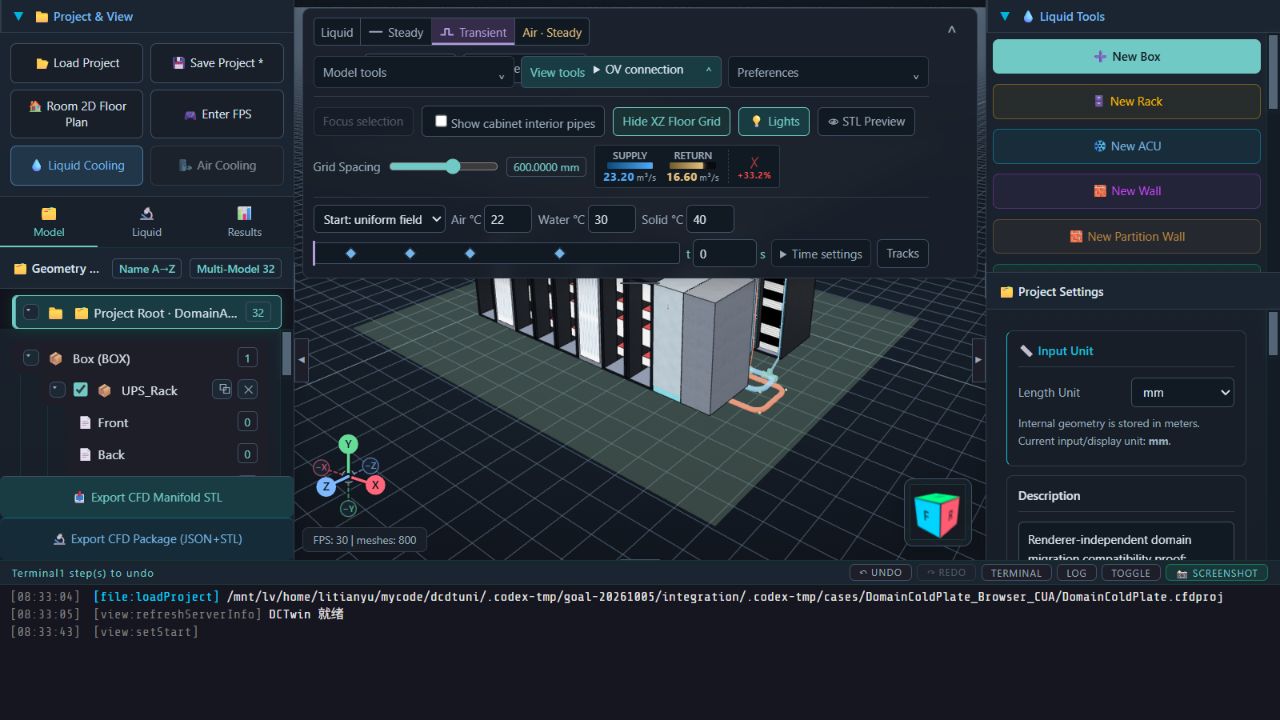 Project & View
Load Project
Save Project *
Room 2D Floor Plan
Enter FPS
Liquid Cooling
Air Cooling
Model
Liquid
Results
Geometry ...
Name A→Z
Multi-Model 32
Project Root · DomainA...
32
Box (BOX)
1
UPS_Rack
Front
0
Back
0
Export CFD Manifold STL
Export CFD Package (JSON+STL)
Liquid
Steady
Transient
Air · Steady
Model tools
View tools
OV connection
Preferences
Focus selection
Show cabinet interior pipes
Hide XZ Floor Grid
Lights
STL Preview
Grid Spacing
600.0000 mm
SUPPLY
23.20 m³/s
RETURN
16.60 m³/s
+33.2%
Start: uniform field
Air °C 22
Water °C 30
Solid °C 40
t 0 s
Time settings
Tracks
Y
-X
-Z
Z
X
-Y
F
R
FPS: 30 | meshes: 800
Liquid Tools
New Box
New Rack
New ACU
New Wall
New Partition Wall
Project Settings
Input Unit
Length Unit
mm
Internal geometry is stored in meters.
Current input/display unit: mm.
Description
Renderer-independent domain
migration compatibility proof;
Terminal1 step(s) to undo
UNDO
REDO
TERMINAL
LOG
TOGGLE
SCREENSHOT
[08:33:04] [file:loadProject] /mnt/lv/home/litianyu/mycode/dcdtuni/.codex-tmp/goal-20261005/integration/.codex-tmp/cases/DomainColdPlate_Browser_CUA/DomainColdPlate.cfdproj
[08:33:05] [view:refreshServerInfo] DCTwin 就绪
[08:33:43] [view:setStart]